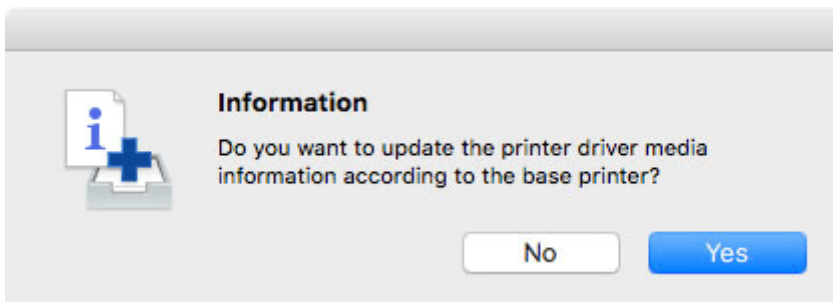 Information
Do you want to update the printer driver media
information according to the base printer?
No
Yes